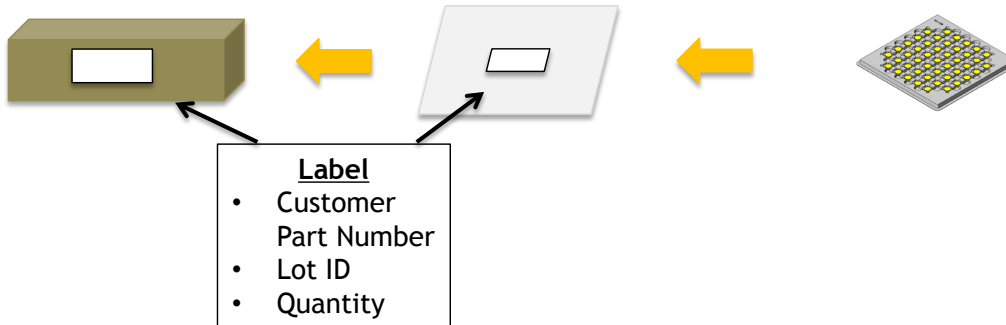 Label
• Customer
Part Number
• Lot ID
• Quantity